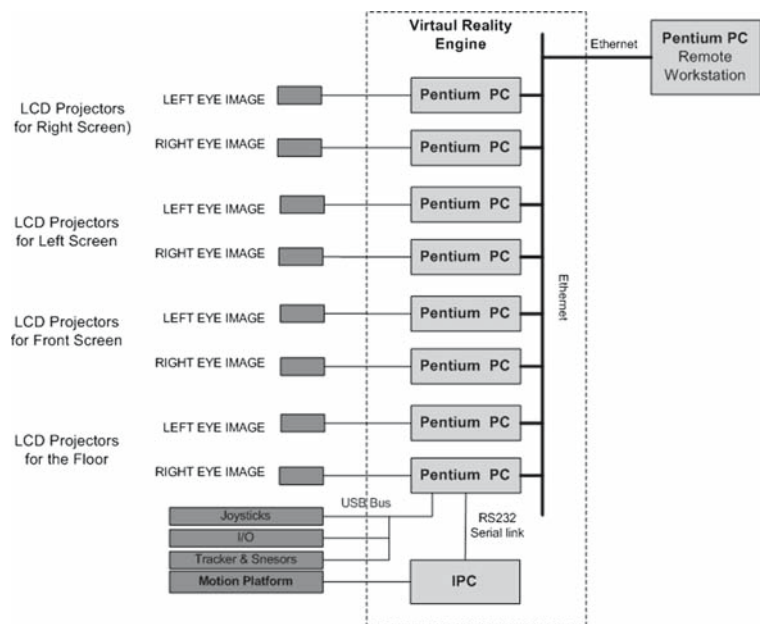 Virtaul Reality
Engine
Ethernet
Pentium PC
Remote
Workstation
LCD Projectors
for Right Screen)
LEFT EYE IMAGE
Pentium PC
RIGHT EYE IMAGE
Pentium PC
LCD Projectors
for Left Screen
LEFT EYE IMAGE
Pentium PC
RIGHT EYE IMAGE
Pentium PC
Ethernet
LCD Projectors
for Front Screen
LEFT EYE IMAGE
Pentium PC
RIGHT EYE IMAGE
Pentium PC
LCD Projectors
for the Floor
LEFT EYE IMAGE
Pentium PC
RIGHT EYE IMAGE
Pentium PC
USB Bus
RS232
Serial link
Joysticks
I/O
Tracker & Snesors
Motion Platform
IPC